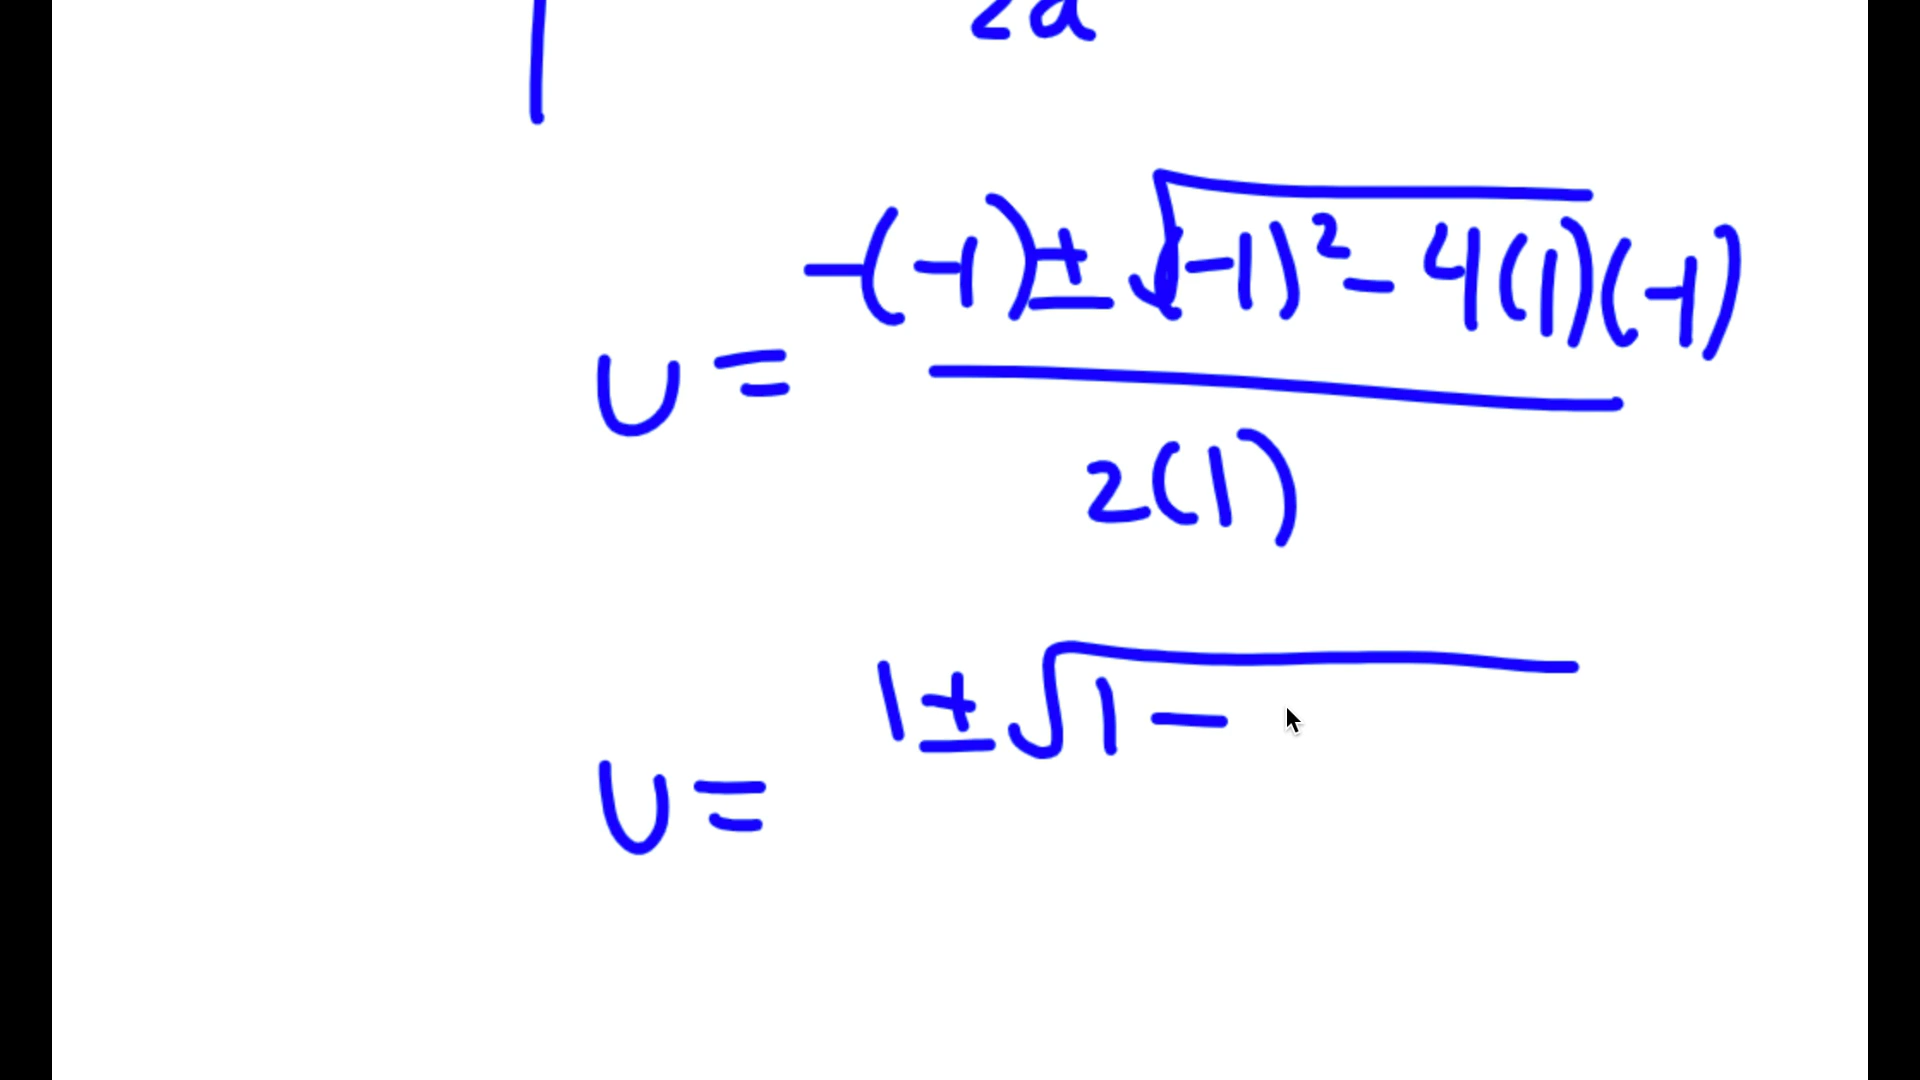 2a
U = -(-1) ± √(-1)² - 4(1)(-1)
2(1)
U = 1 ± √1 -